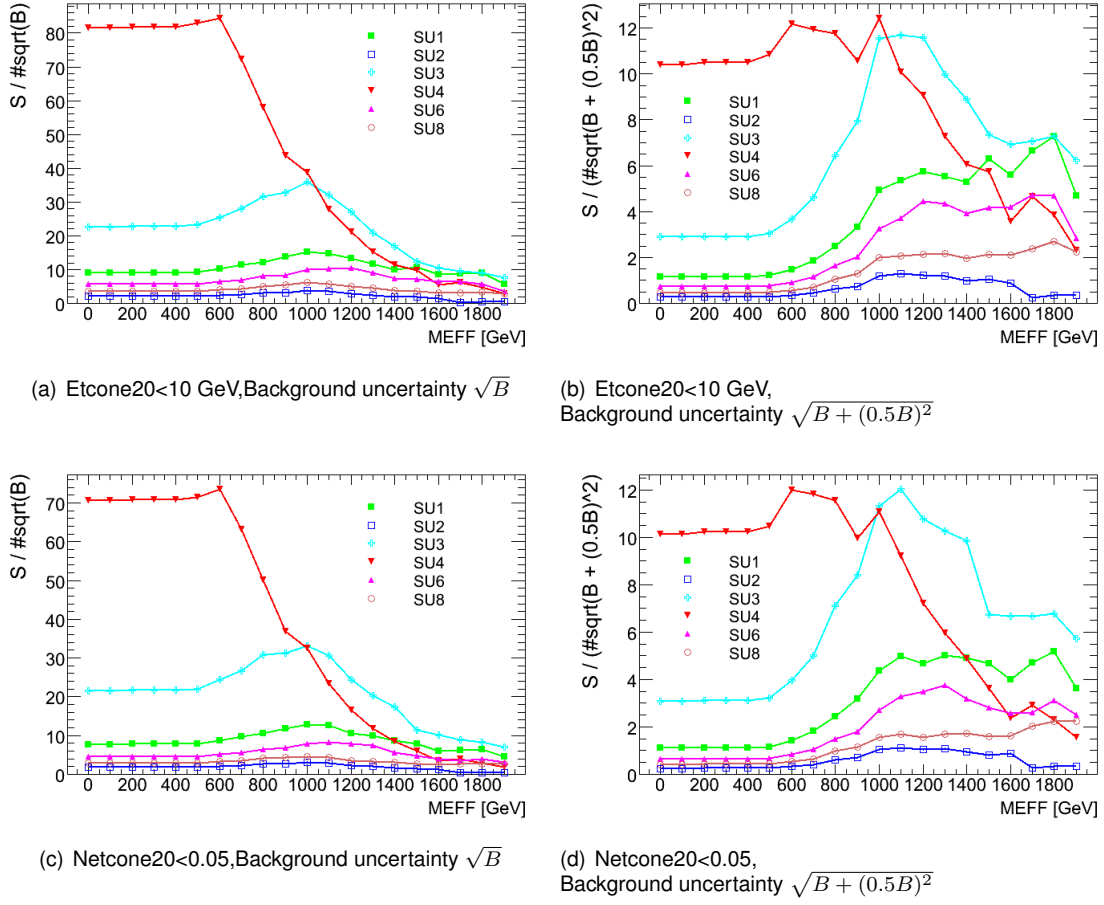 S / #sqrt(B)
80
70
60
50
40
30
20
10
0
SU1
SU2
SU3
SU4
SU6
SU8
0 200 400 600 800 1000 1200 1400 1600 1800
MEFF [GeV]
(a) Etcone20<10 GeV,Background uncertainty √B
S / (#sqrt(B + (0.5B)^2)
12
10
8
6
4
2
0
SU1
SU2
SU3
SU4
SU6
SU8
0 200 400 600 800 1000 1200 1400 1600 1800
MEFF [GeV]
(b) Etcone20<10 GeV,
Background uncertainty √(B + (0.5B)²)
S / #sqrt(B)
70
60
50
40
30
20
10
0
SU1
SU2
SU3
SU4
SU6
SU8
0 200 400 600 800 1000 1200 1400 1600 1800
MEFF [GeV]
(c) Netcone20<0.05,Background uncertainty √B
S / (#sqrt(B + (0.5B)^2)
12
10
8
6
4
2
0
SU1
SU2
SU3
SU4
SU6
SU8
0 200 400 600 800 1000 1200 1400 1600 1800
MEFF [GeV]
(d) Netcone20<0.05,
Background uncertainty √(B + (0.5B)²)